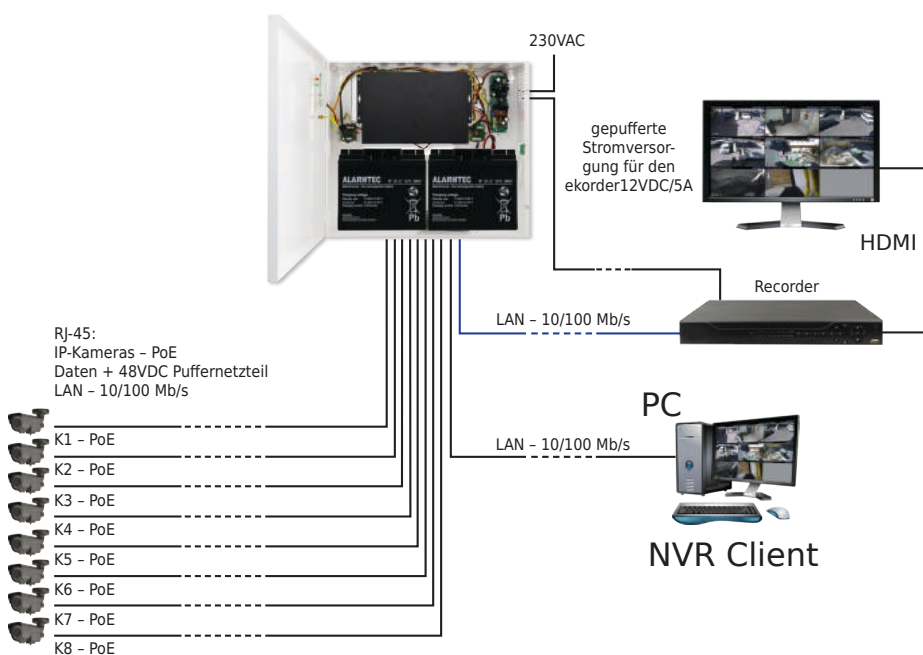 230VAC
gepufferte
Stromversor-
gung für den
ekorder12VDC/5A
HDMI
Recorder
LAN – 10/100 Mb/s
RJ-45:
IP-Kameras – PoE
Daten + 48VDC Puffernetzteil
LAN – 10/100 Mb/s
PC
LAN – 10/100 Mb/s
NVR Client
K1 – PoE
K2 – PoE
K3 – PoE
K4 – PoE
K5 – PoE
K6 – PoE
K7 – PoE
K8 – PoE
ALARMTEC
ALARMTEC
Pb
Pb